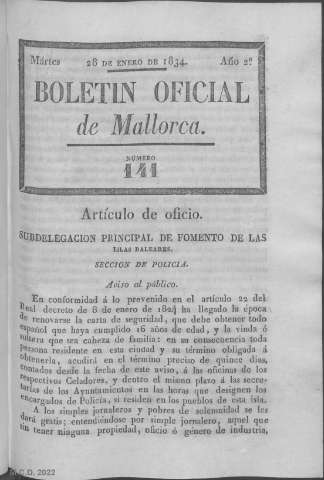 Mártes 28 DE ENERO DE 1834. Año 2º
BOLETIN OFICIAL
de Mallorca.
NÚMERO
141
Artículo de oficio.
SUBDELEGACION PRINCIPAL DE FOMENTO DE LAS
ISLAS BALEARES.
SECCION DE POLICIA.
Aviso al público.
En conformidad á lo prevenido en el artículo 22 del
Real decreto de 8 de enero de 1824 ha llegado la época
de renovarse la carta de seguridad, que debe obtener todo
español que haya cumplido 16 años de edad, y la viuda ó
soltera que sea cabeza de familia: en su consecuencia toda
persona residente en esta ciudad y su término obligada á
obtenerla, acudirá en el término preciso de quince dias,
contados desde la fecha de este aviso, á las oficinas de los
respectivos Celadores, y dentro el mismo plazo á las secre-
tarías de los Ayuntamientos en las horas que designen los
encargados de Policía, si residen en los pueblos de esta isla.
A los simples jornaleros y pobres de solemnidad se les
dará gratis; entendiéndose por simple jornalero, aquel que
sin tener ninguna propiedad, oficio ó género de industria,
C.O. 2022